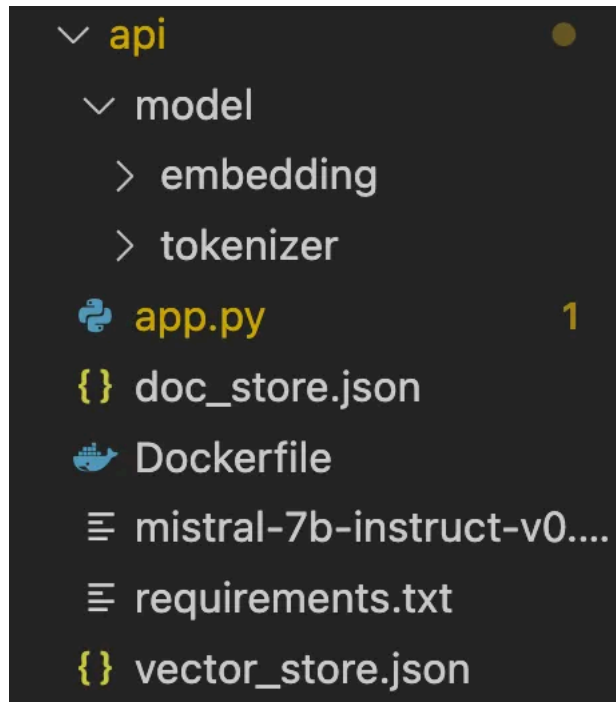 api
model
embedding
tokenizer
app.py 1
doc_store.json
Dockerfile
mistral-7b-instruct-v0....
requirements.txt
vector_store.json